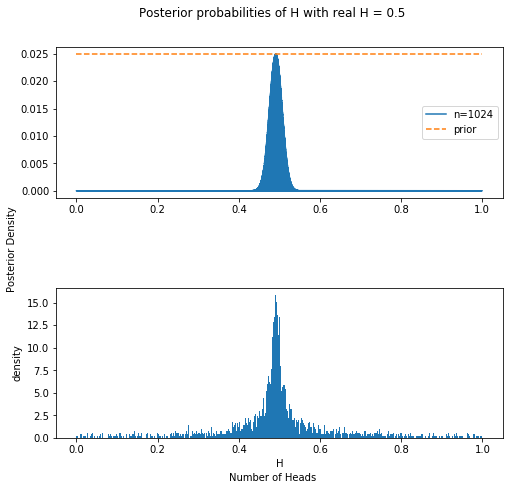 Posterior probabilities of H with real H = 0.5
0.025
0.020
0.015
0.010
0.005
0.000
n=1024
prior
0.0 0.2 0.4 0.6 0.8 1.0
Posterior Density
15.0
12.5
10.0
7.5
5.0
2.5
0.0
density
0.0 0.2 0.4 0.6 0.8 1.0
H
Number of Heads